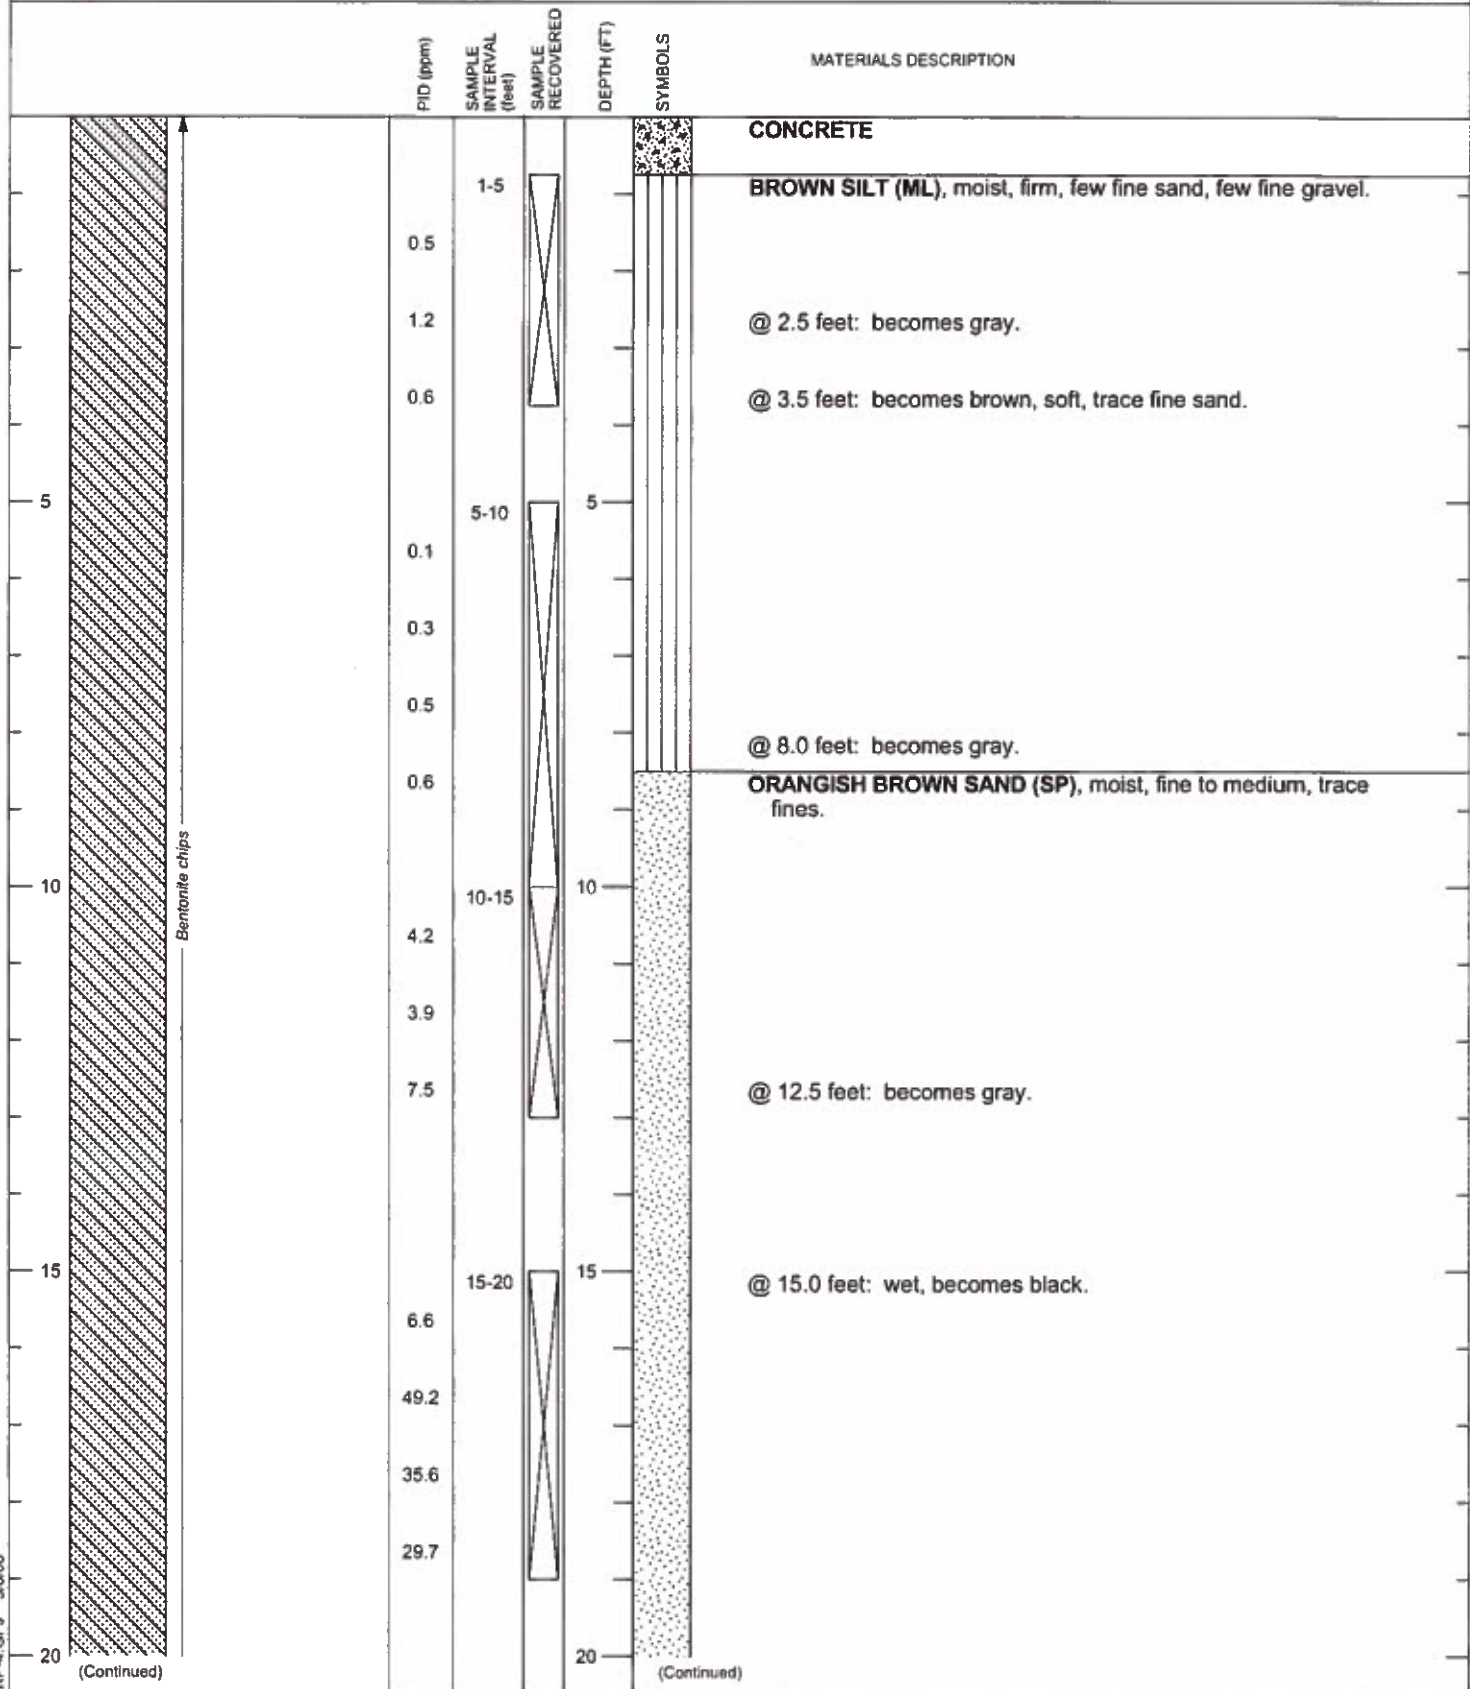 PID (ppm)
SAMPLE
INTERVAL
(feet)
SAMPLE
RECOVERED
DEPTH (FT)
SYMBOLS
MATERIALS DESCRIPTION
CONCRETE
1-5
BROWN SILT (ML), moist, firm, few fine sand, few fine gravel.
0.5
1.2
@ 2.5 feet: becomes gray.
0.6
@ 3.5 feet: becomes brown, soft, trace fine sand.
5
5-10
5
0.1
0.3
0.5
@ 8.0 feet: becomes gray.
0.6
ORANGISH BROWN SAND (SP), moist, fine to medium, trace
fines.
Bentonite chips
10
10-15
10
4.2
3.9
7.5
@ 12.5 feet: becomes gray.
15
15-20
15
@ 15.0 feet: wet, becomes black.
6.6
49.2
35.6
29.7
20
20
(Continued)
(Continued)